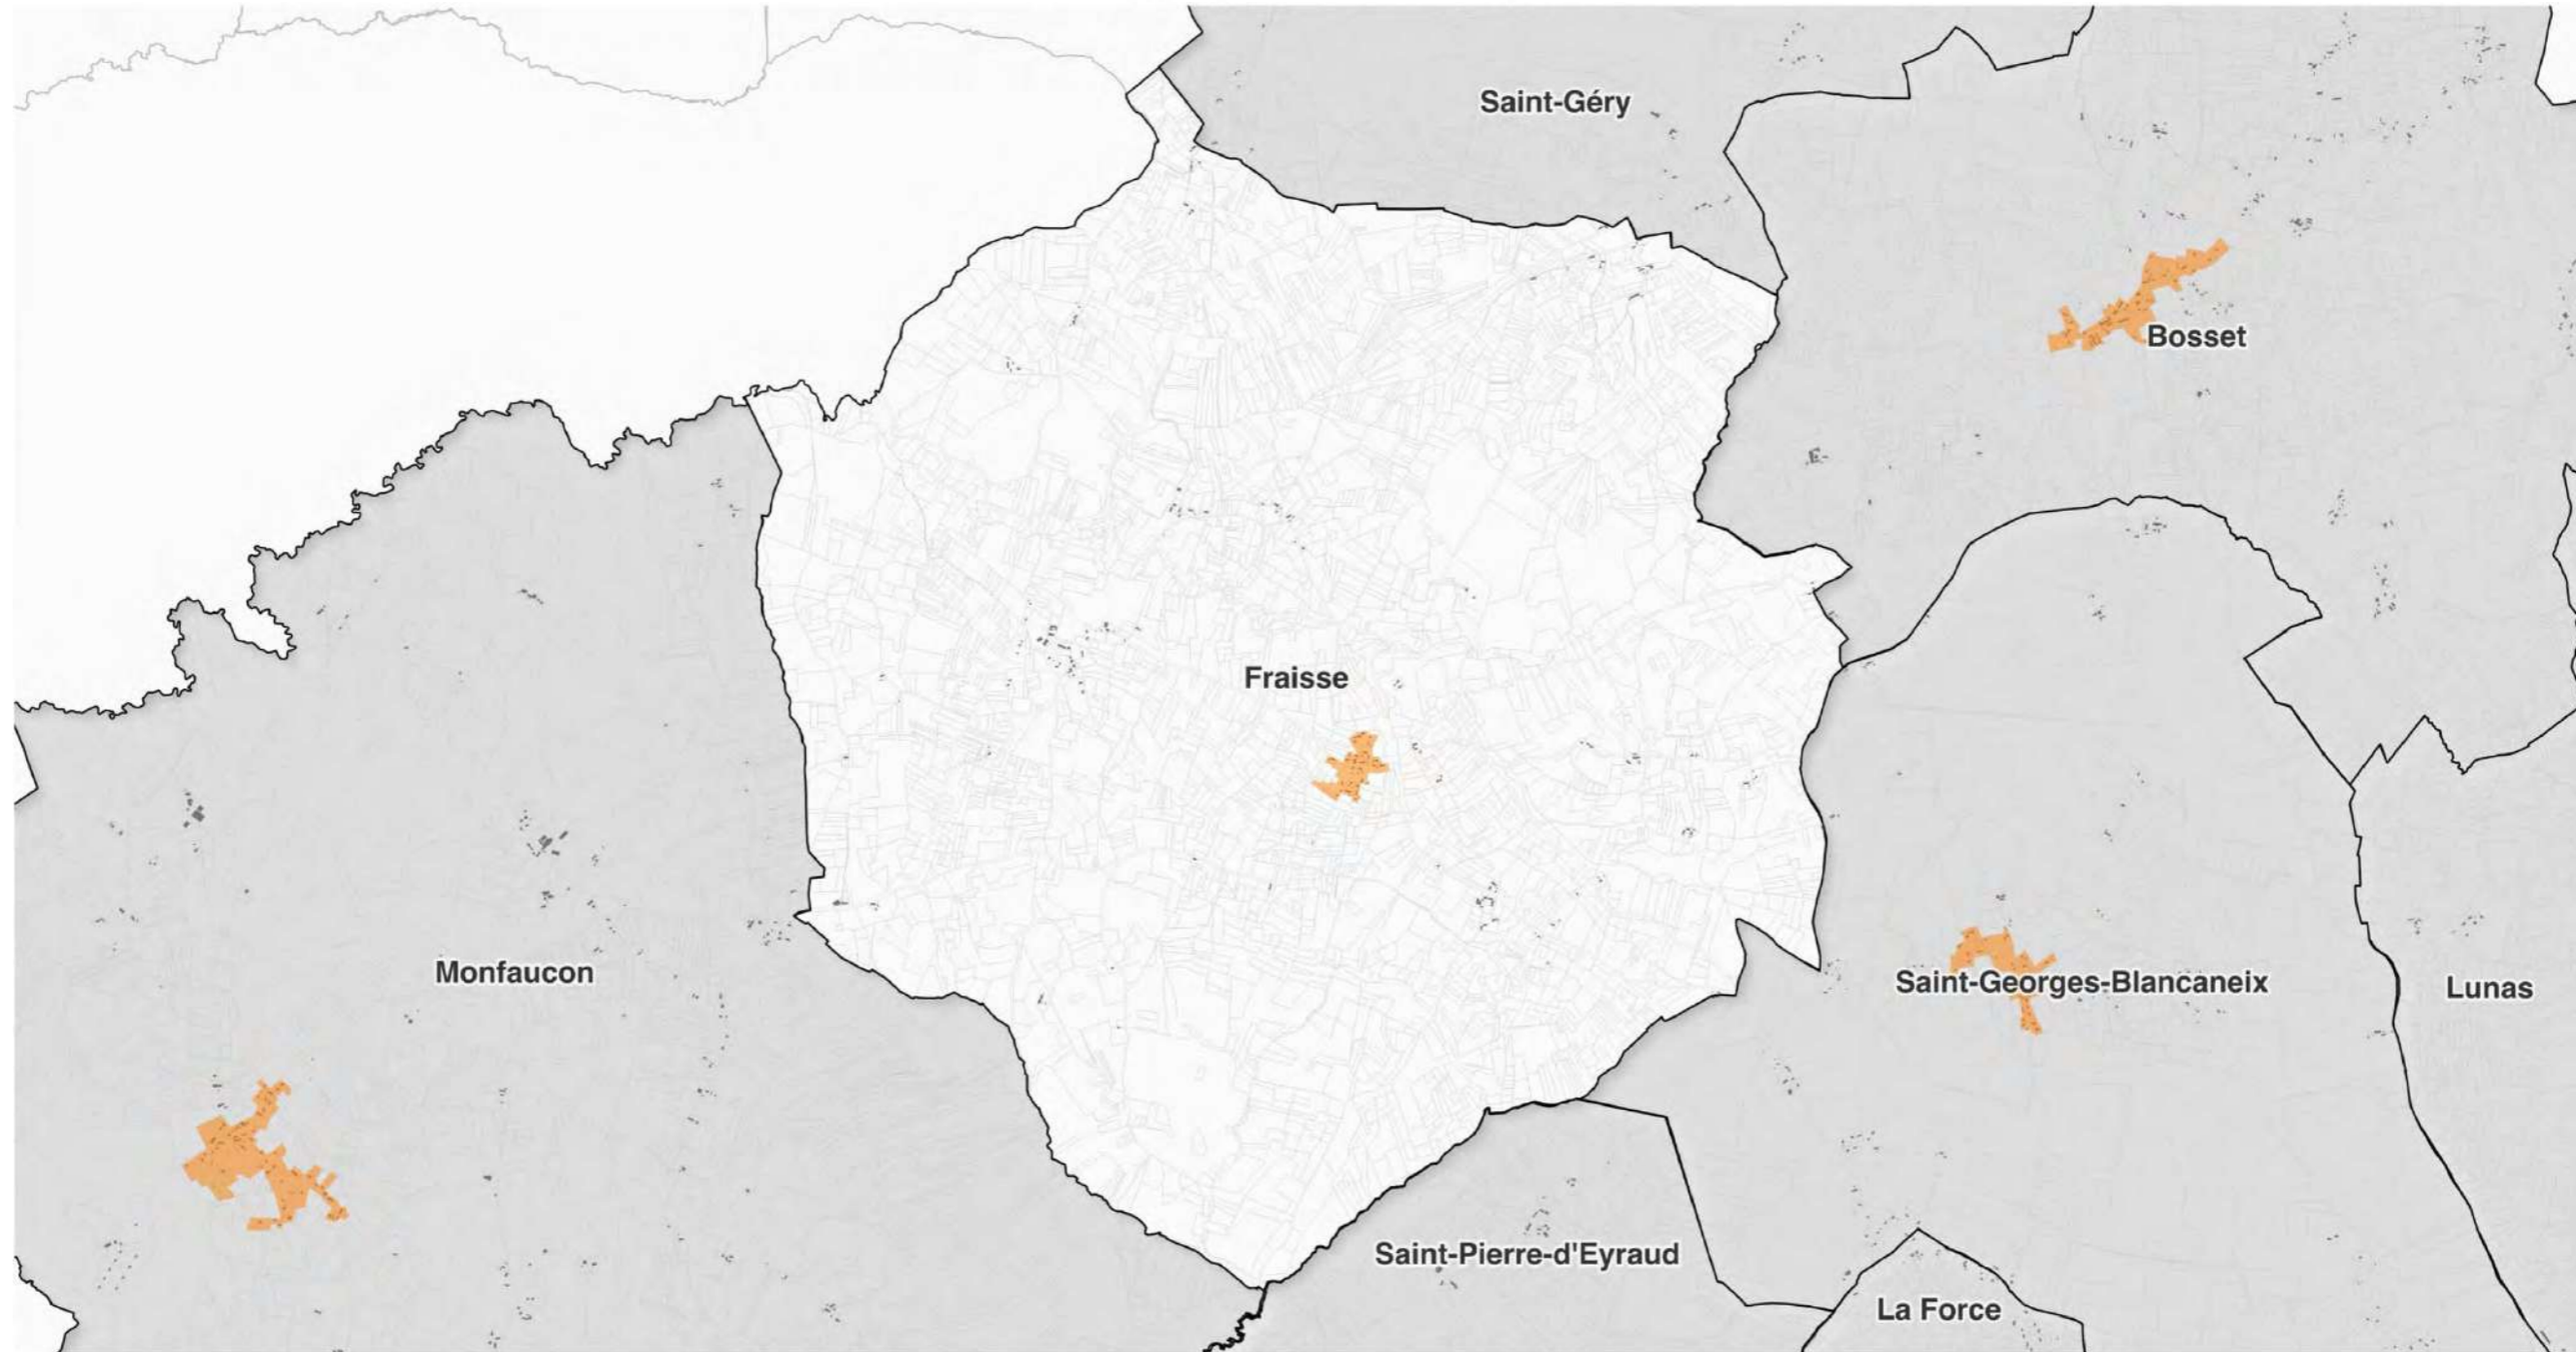 Saint-Géry
Bosset
Fraisse
Monfaucon
Saint-Georges-Blancaneix
Lunas
Saint-Pierre-d'Eyraud
La Force